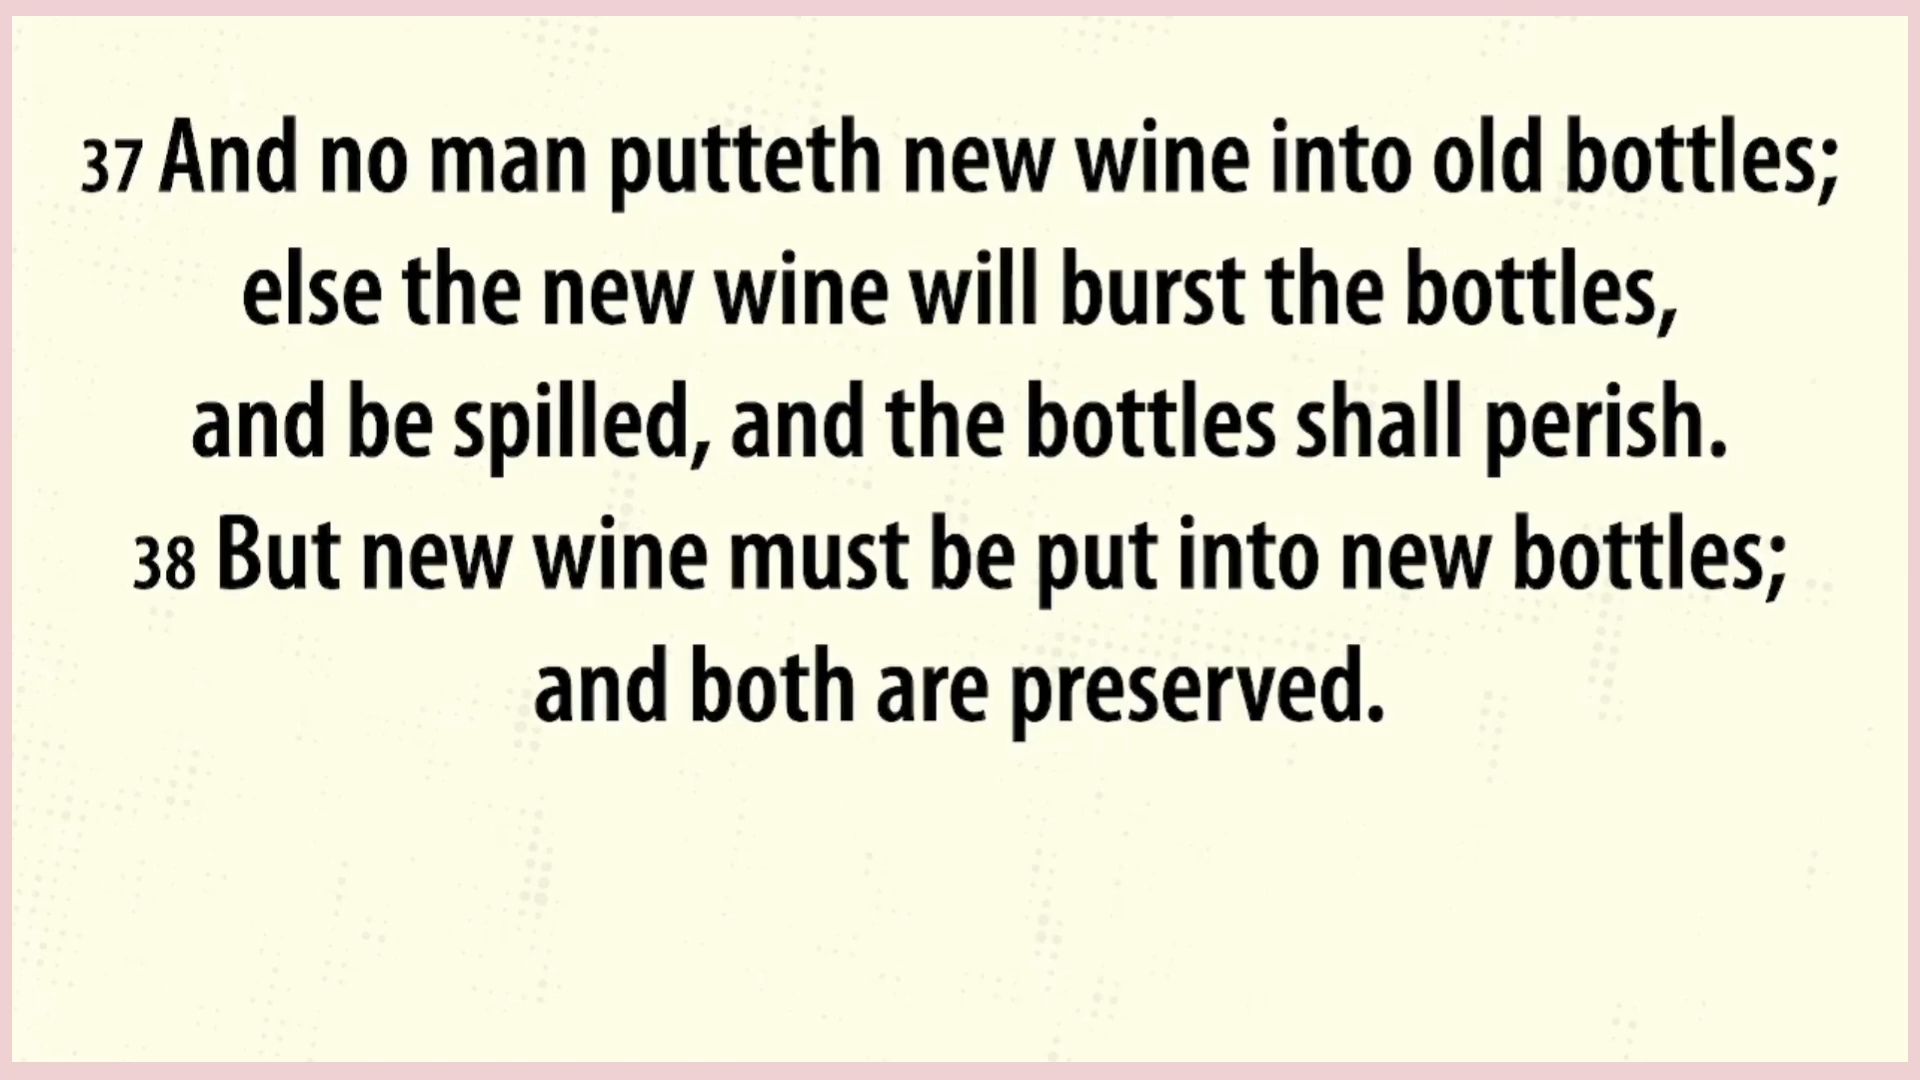 37 And no man putteth new wine into old bottles;
else the new wine will burst the bottles,
and be spilled, and the bottles shall perish.
38 But new wine must be put into new bottles;
and both are preserved.